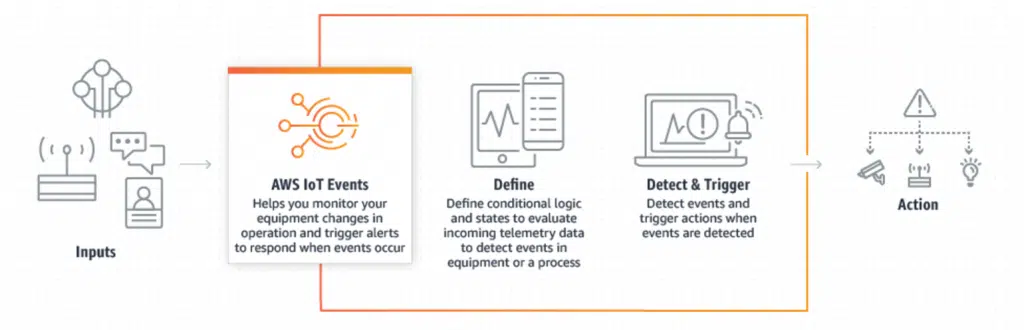 Inputs
AWS IoT Events
Helps you monitor your
equipment changes in
operation and trigger alerts
to respond when events occur
Define
Define conditional logic
and states to evaluate
incoming telemetry data
to detect events in
equipment or a process
Detect & Trigger
Detect events and
trigger actions when
events are detected
Action